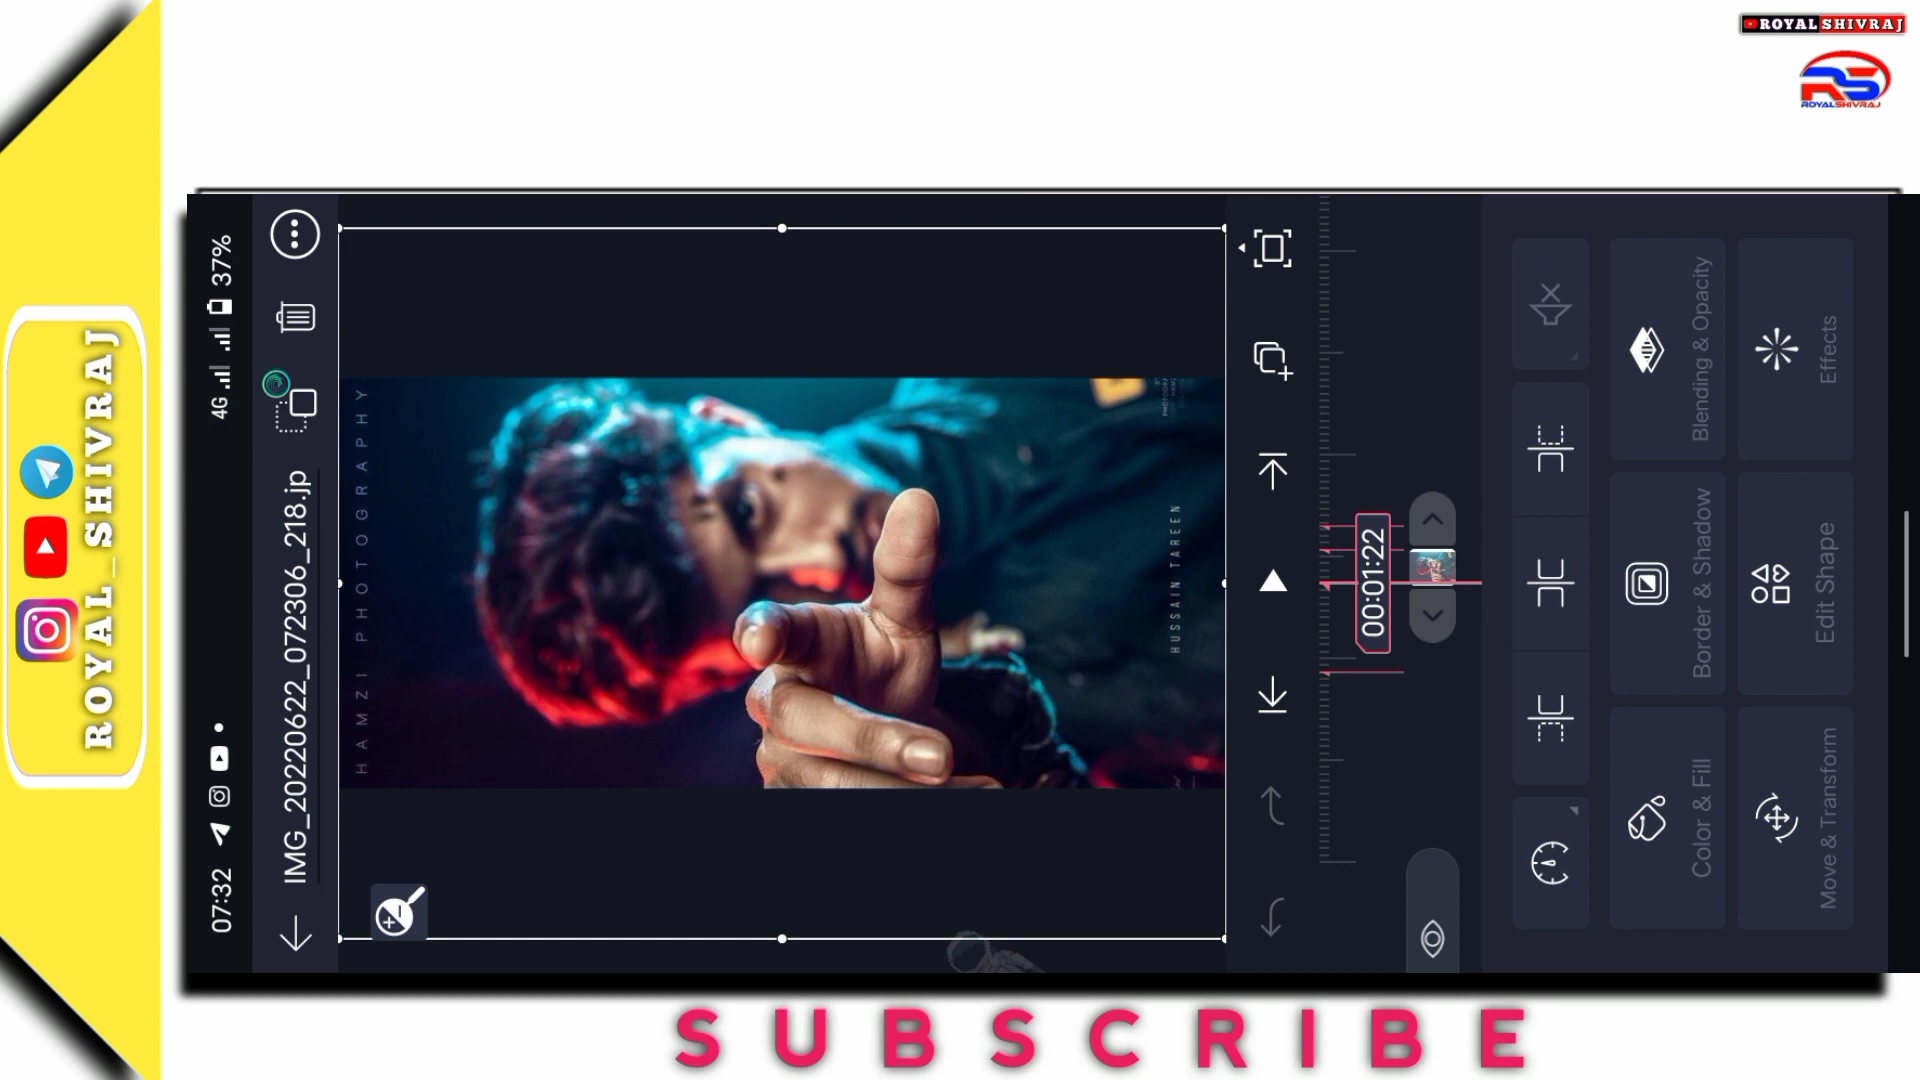 ROYAL SHIVRAJ
RS
ROYALSHIVRAJ
ROYAL_SHIVRAJ
07:32
4G
37%
IMG_20220622_072306_218.jp
HAMZI PHOTOGRAPHY
HUSSAIN TAREEN
00:01:22
Color & Fill
Border & Shadow
Blending & Opacity
Move & Transform
Edit Shape
Effects
SUBSCRIBE